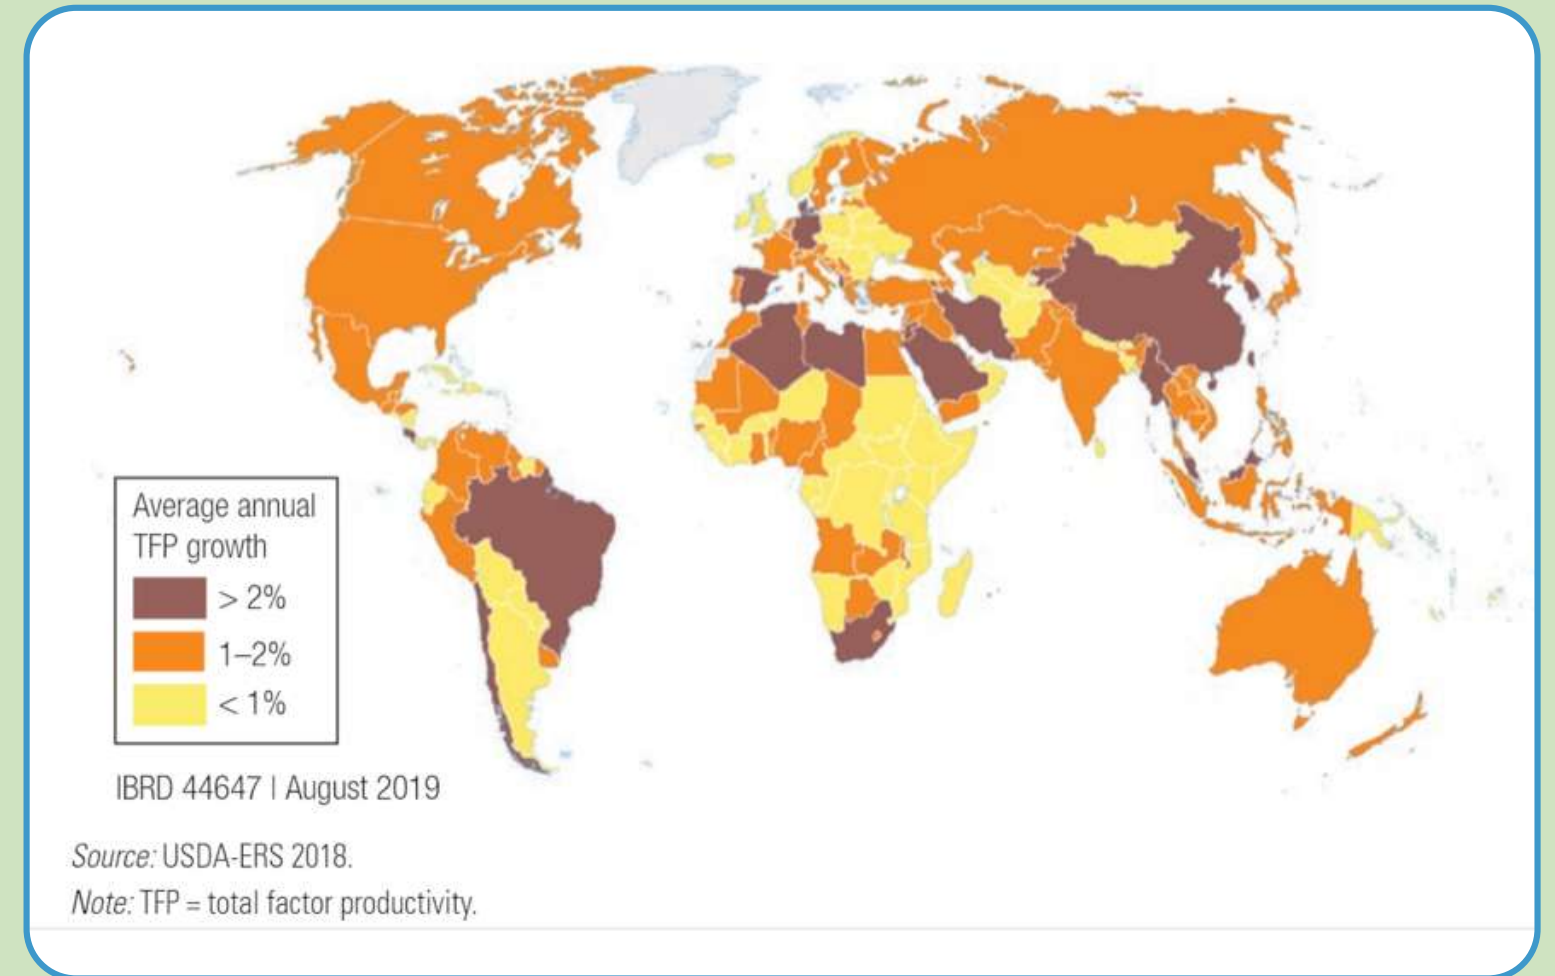 Average annual
TFP growth
> 2%
1–2%
< 1%
IBRD 44647 | August 2019
Source: USDA-ERS 2018.
Note: TFP = total factor productivity.